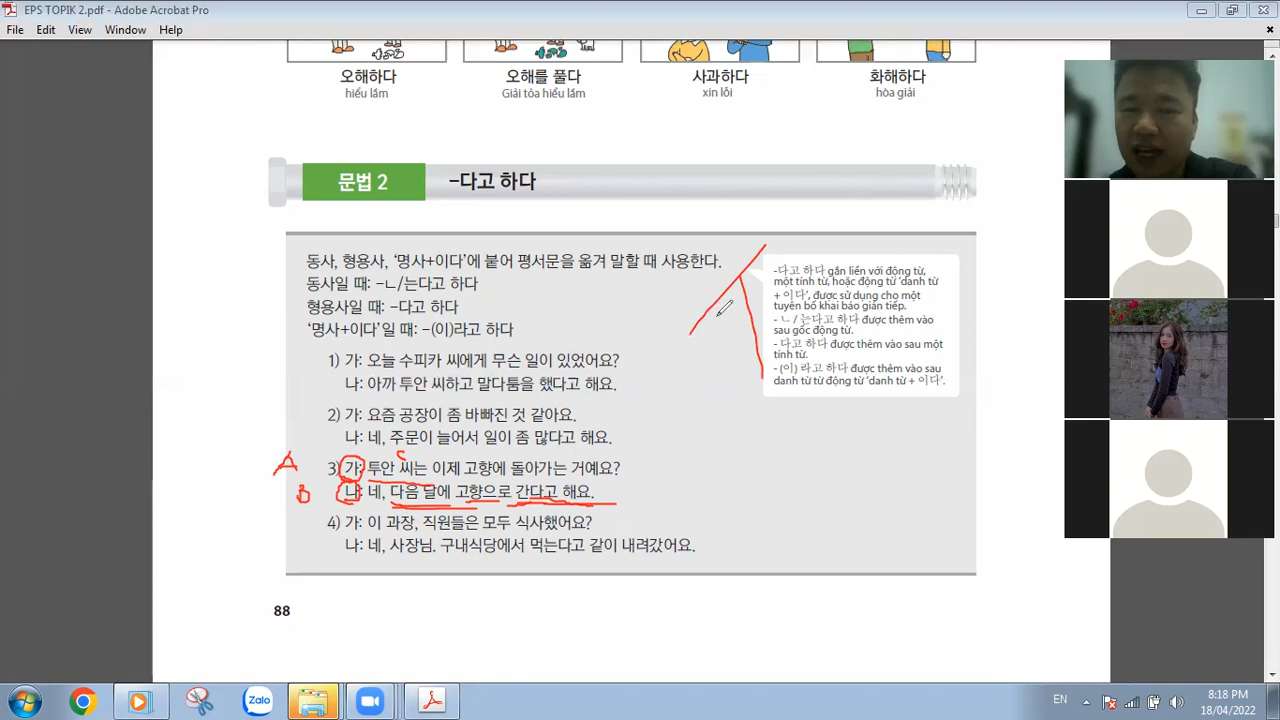 EPS TOPIK 2.pdf - Adobe Acrobat Pro
File Edit View Window Help
오해하다 오해를 풀다 사과하다 화해하다
hiểu lầm Giải tỏa hiểu lầm xin lỗi hòa giải
문법 2 -다고 하다
동사, 형용사, ‘명사+이다’에 붙어 평서문을 옮겨 말할 때 사용한다.
동사일 때: -ㄴ/는다고 하다
형용사일 때: -다고 하다
‘명사+이다’일 때: -(이)라고 하다
-다고 하다 gắn liền với động từ,
một tính từ, hoặc động từ 'danh từ
+ 이다', được sử dụng cho một
tuyên bố khai báo gián tiếp.
- ㄴ / 는다고 하다 được thêm vào
sau gốc động từ.
- 다고 하다 được thêm vào sau một
tính từ.
- (이) 라고 하다 được thêm vào sau
danh từ từ động từ 'danh từ + 이다'.
1) 가: 오늘 수피카 씨에게 무슨 일이 있었어요?
나: 아까 투안 씨하고 말다툼을 했다고 해요.
2) 가: 요즘 공장이 좀 바빠진 것 같아요.
나: 네, 주문이 늘어서 일이 좀 많다고 해요.
C
A 3) 가: 투안 씨는 이제 고향에 돌아가는 거예요?
B 나: 네, 다음 달에 고향으로 간다고 해요.
4) 가: 이 과장, 직원들은 모두 식사했어요?
나: 네, 사장님. 구내식당에서 먹는다고 같이 내려갔어요.
88
Zalo
EN
8:18 PM
18/04/2022